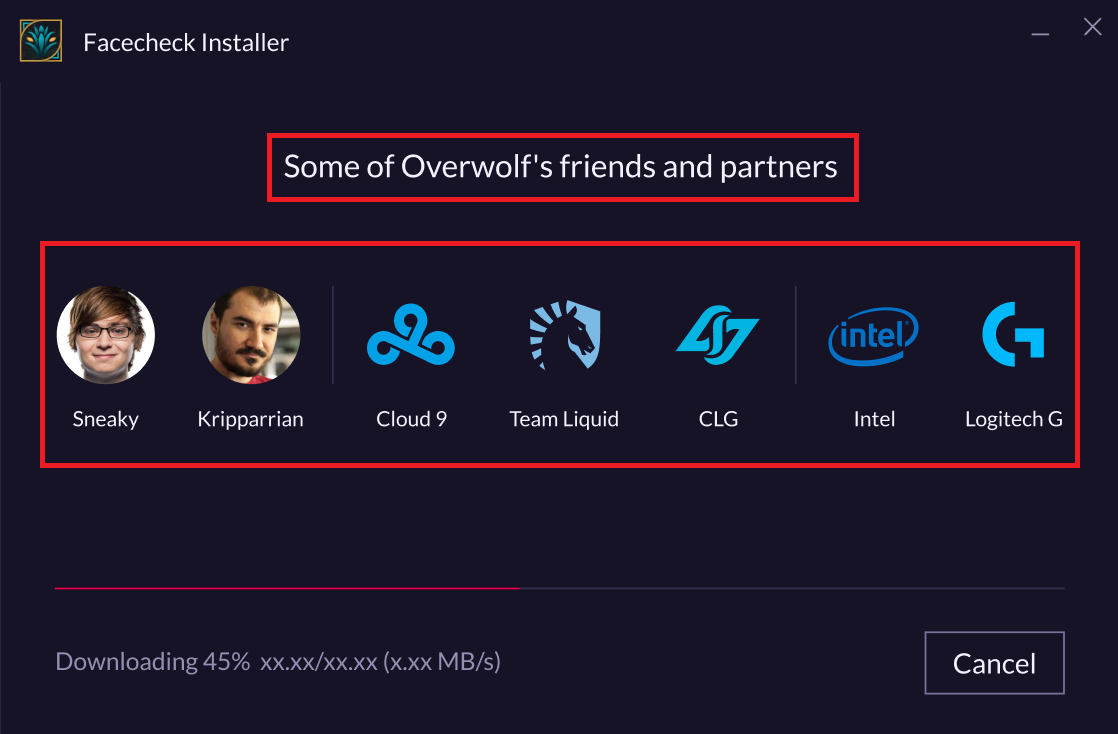 Facecheck Installer
Some of Overwolf's friends and partners
intel
Sneaky Kripparrian Cloud 9 Team Liquid CLG Intel Logitech G
Downloading 45% xx.xx/xx.xx (x.xx MB/s)
Cancel